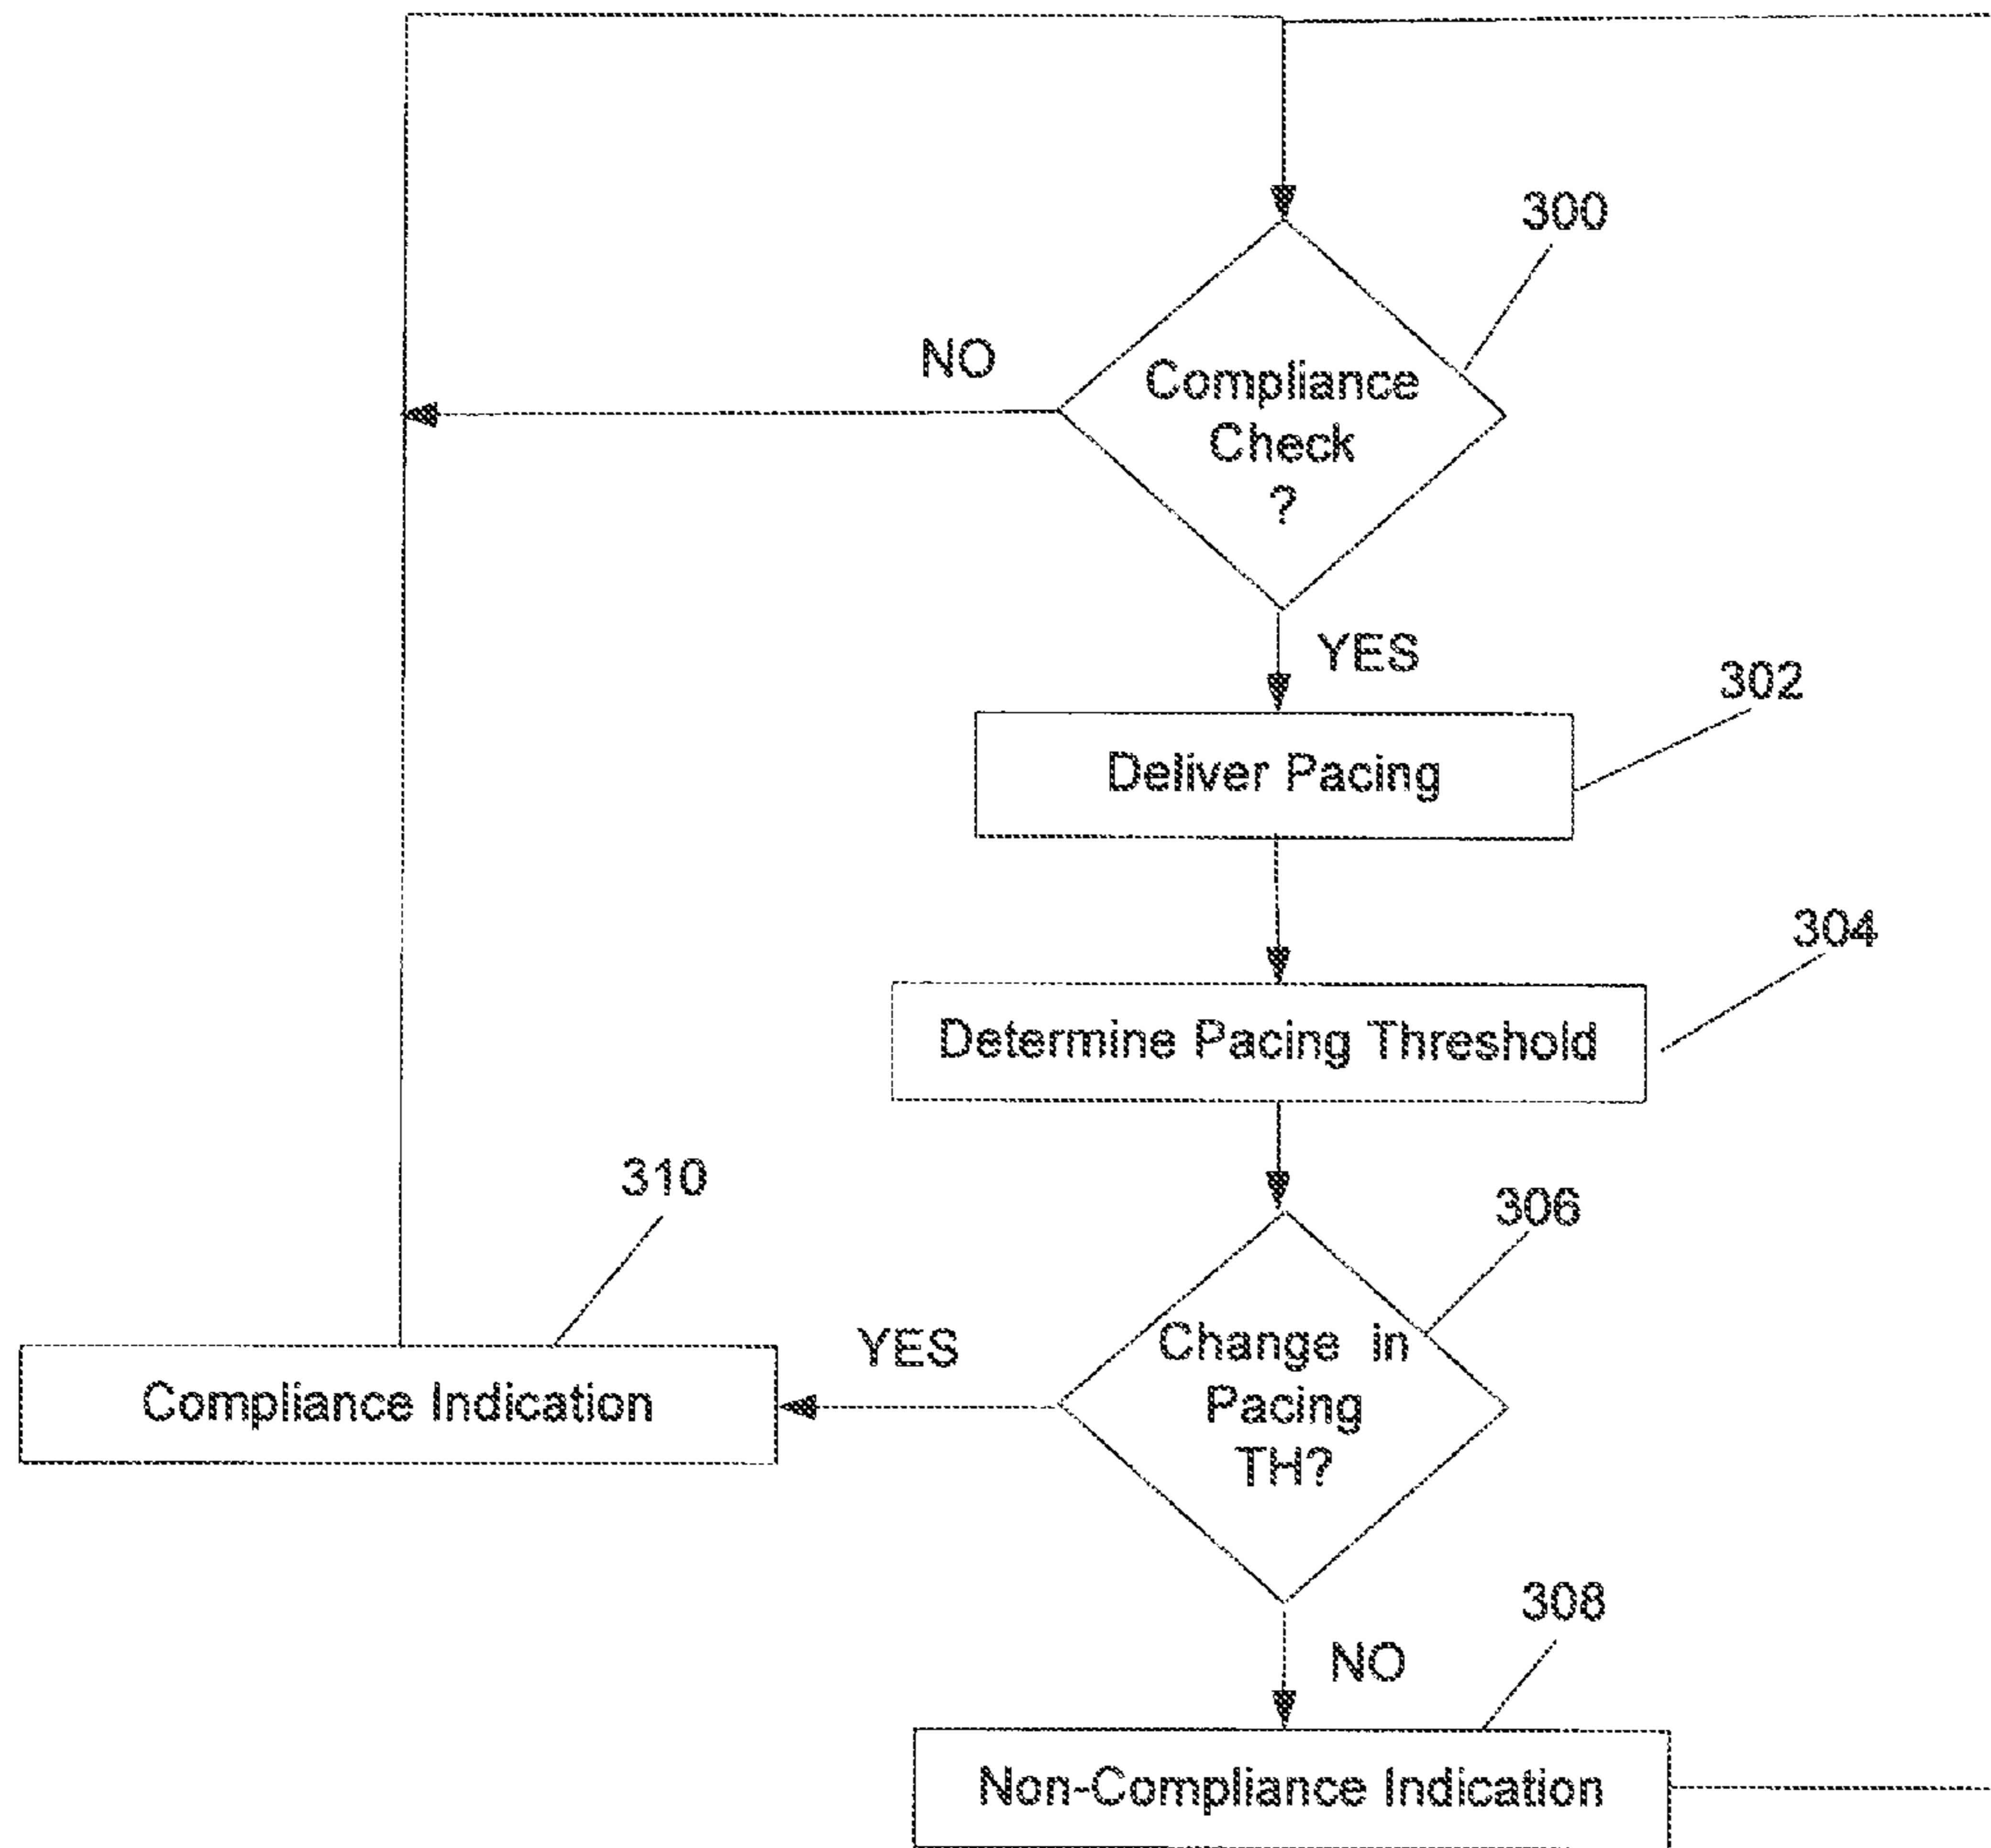 300
NO
Compliance
Check
?
YES
302
Deliver Pacing
304
Determine Pacing Threshold
310
306
YES
Change in
Pacing
TH?
Compliance Indication
308
NO
Non-Compliance Indication